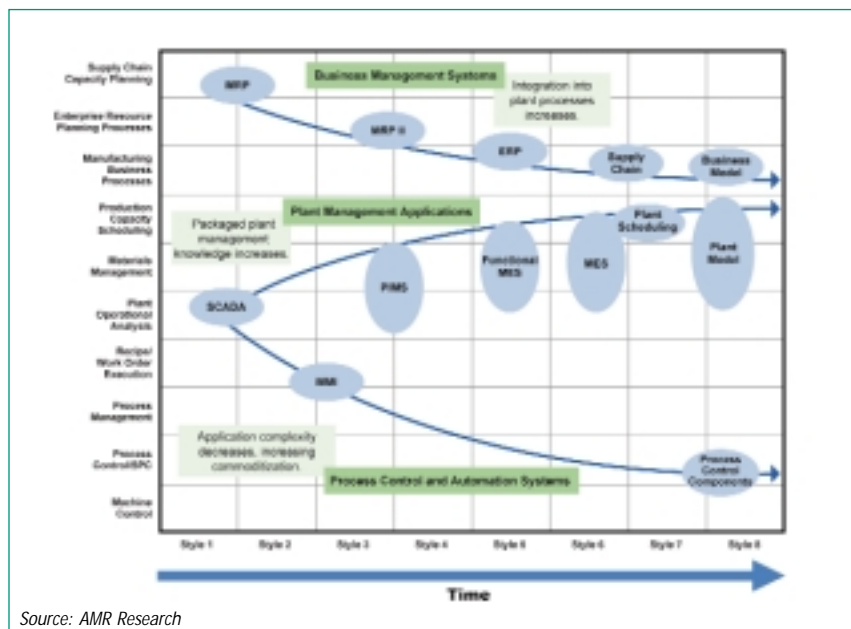 Supply Chain
Capacity Planning
Enterprise Resource
Planning Processes
Manufacturing
Business
Processes
Production
Capacity
Scheduling
Materials
Management
Plant
Operational
Analysis
Recipe/
Work Order
Execution
Process
Management
Process
Control/SPC
Machine
Control
MRP
Business Management Systems
Integration into
plant processes
increases.
MRP II
ERP
Supply
Chain
Business
Model
Packaged plant
management
knowledge increases.
Plant Management Applications
Plant
Scheduling
SCADA
PIMS
Functional
MES
MES
Plant
Model
MMI
Application complexity
decreases, increasing
commoditization.
Process Control and Automation Systems
Process
Control
Components
Style 1
Style 2
Style 3
Style 4
Style 5
Style 6
Style 7
Style 8
Time
Source: AMR Research